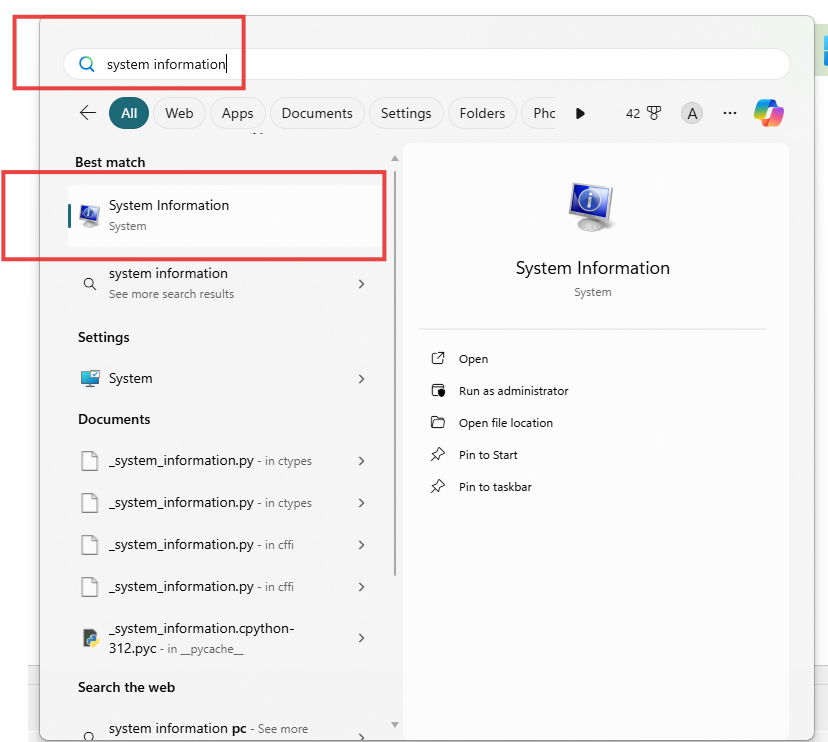 system information
All
Web
Apps
Documents
Settings
Folders
Pho
42
A
Best match
System Information
System
system information
See more search results
Settings
System
Documents
_system_information.py - in ctypes
_system_information.py - in ctypes
_system_information.py - in cffi
_system_information.py - in cffi
_system_information.cpython-
312.pyc - in __pycache__
Search the web
system information pc - See more
System Information
System
Open
Run as administrator
Open file location
Pin to Start
Pin to taskbar